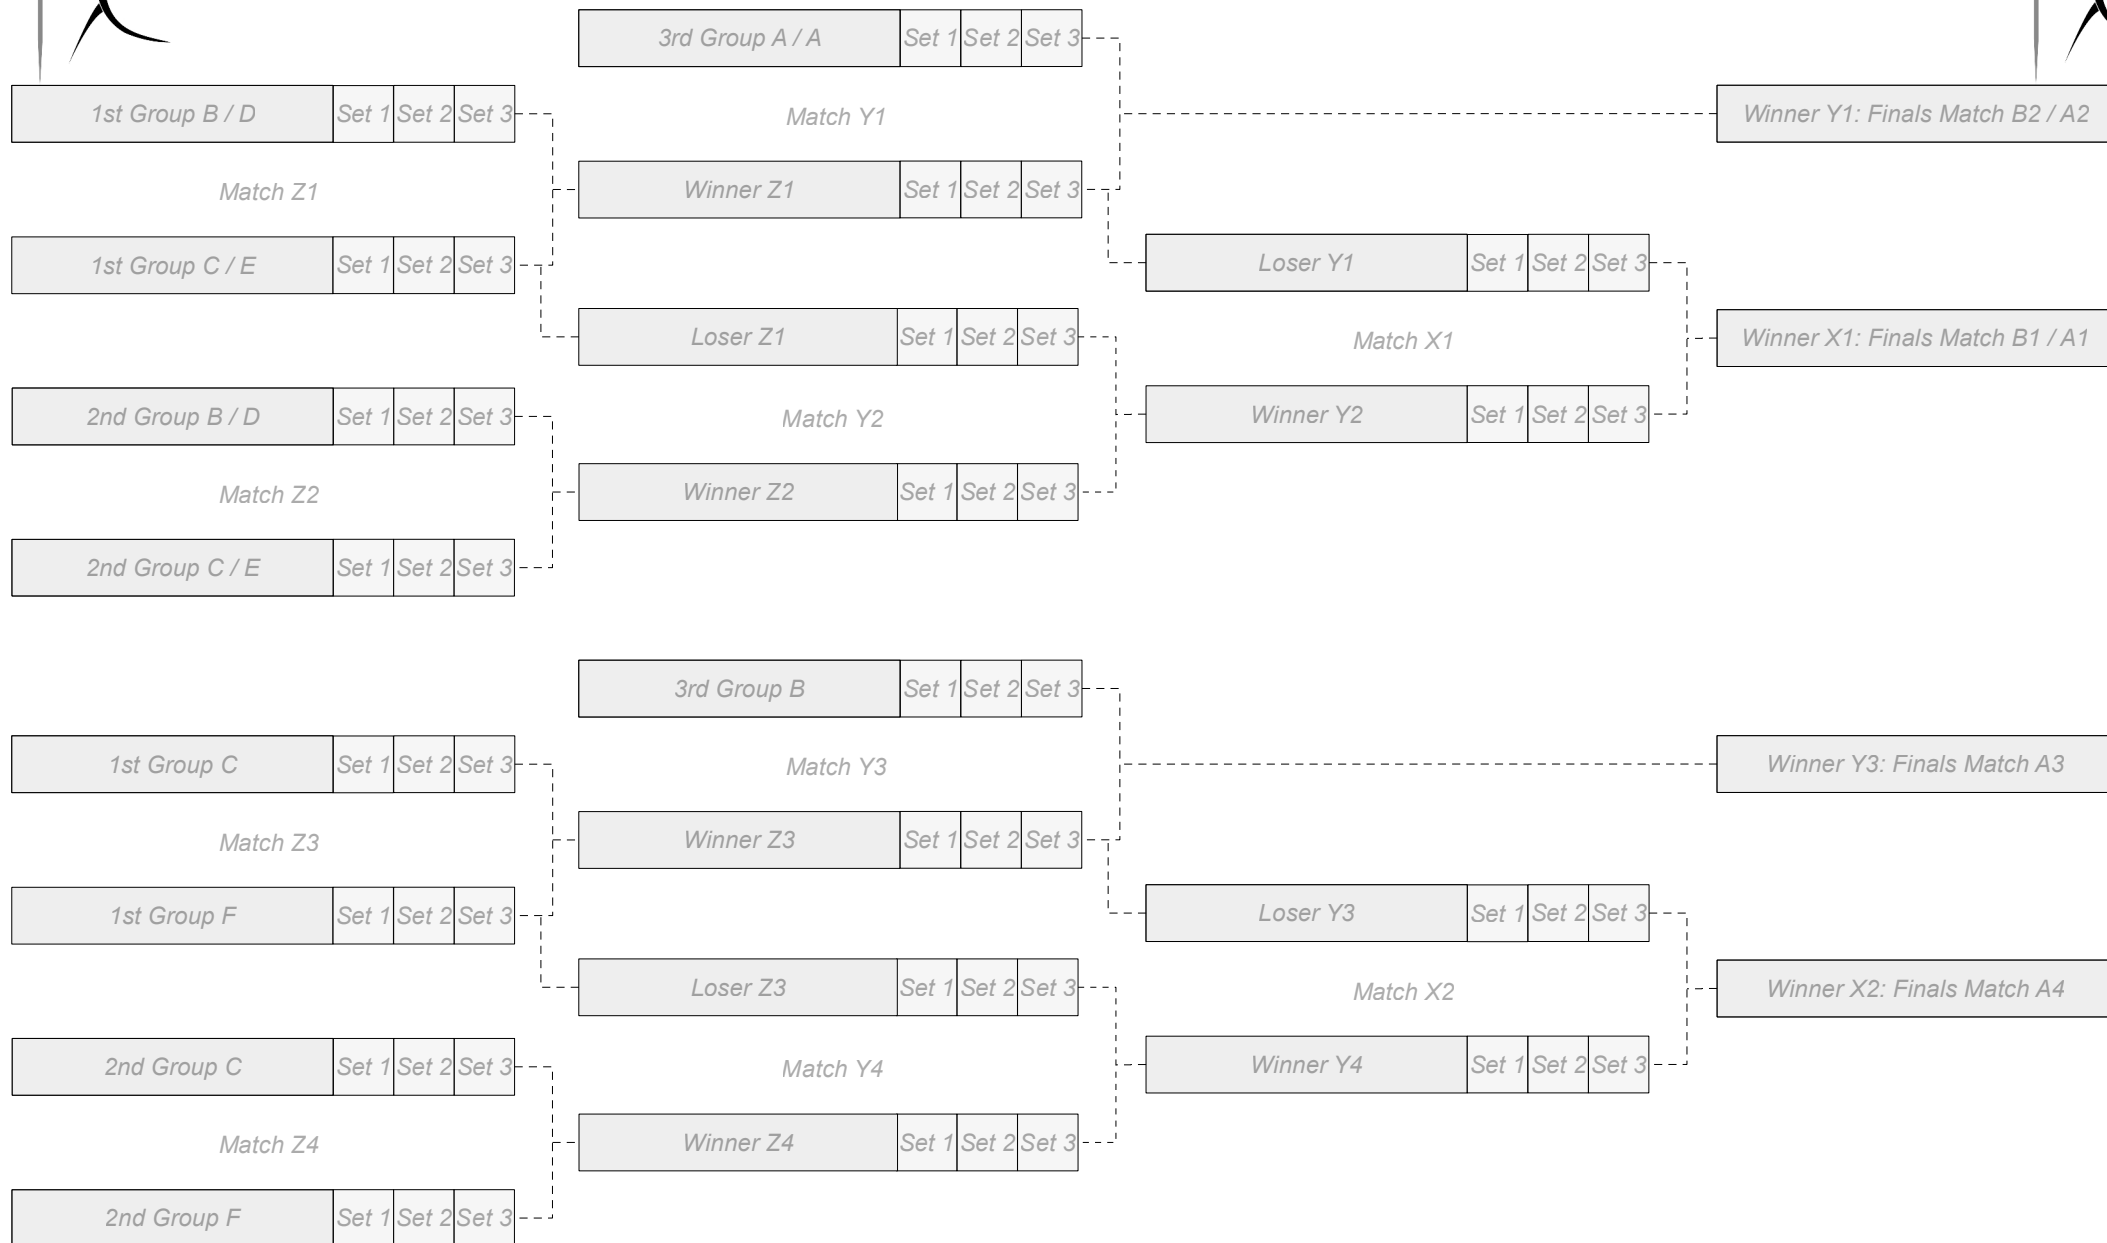 3rd Group A / A Set 1 Set 2 Set 3
1st Group B / D Set 1 Set 2 Set 3
Match Y1
Winner Y1: Finals Match B2 / A2
Match Z1
Winner Z1 Set 1 Set 2 Set 3
1st Group C / E Set 1 Set 2 Set 3
Loser Y1 Set 1 Set 2 Set 3
Loser Z1 Set 1 Set 2 Set 3
Match X1
Winner X1: Finals Match B1 / A1
2nd Group B / D Set 1 Set 2 Set 3
Match Y2
Winner Y2 Set 1 Set 2 Set 3
Match Z2
Winner Z2 Set 1 Set 2 Set 3
2nd Group C / E Set 1 Set 2 Set 3
3rd Group B Set 1 Set 2 Set 3
1st Group C Set 1 Set 2 Set 3
Match Y3
Winner Y3: Finals Match A3
Match Z3
Winner Z3 Set 1 Set 2 Set 3
1st Group F Set 1 Set 2 Set 3
Loser Y3 Set 1 Set 2 Set 3
Loser Z3 Set 1 Set 2 Set 3
Match X2
Winner X2: Finals Match A4
2nd Group C Set 1 Set 2 Set 3
Match Y4
Winner Y4 Set 1 Set 2 Set 3
Match Z4
Winner Z4 Set 1 Set 2 Set 3
2nd Group F Set 1 Set 2 Set 3